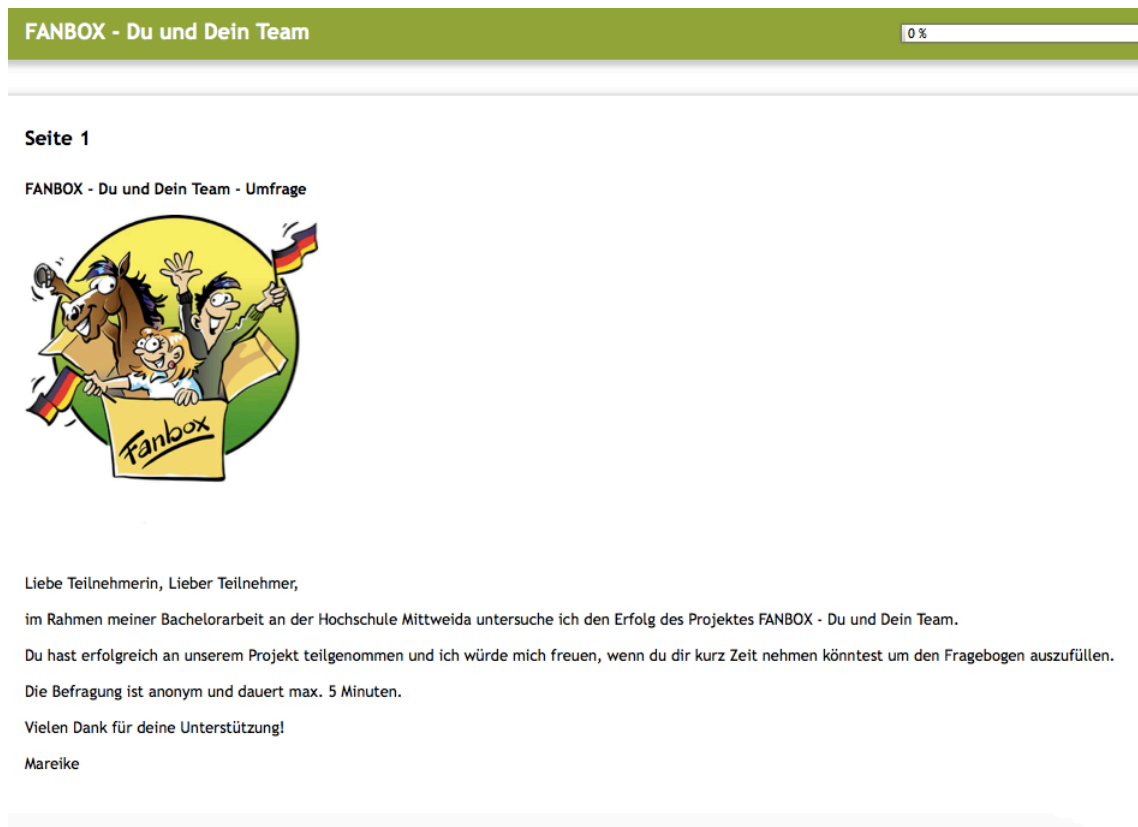 FANBOX - Du und Dein Team
0 %
Seite 1
FANBOX - Du und Dein Team - Umfrage
Fanbox
Liebe Teilnehmerin, Lieber Teilnehmer,
im Rahmen meiner Bachelorarbeit an der Hochschule Mittweida untersuche ich den Erfolg des Projektes FANBOX - Du und Dein Team.
Du hast erfolgreich an unserem Projekt teilgenommen und ich würde mich freuen, wenn du dir kurz Zeit nehmen könntest um den Fragebogen auszufüllen.
Die Befragung ist anonym und dauert max. 5 Minuten.
Vielen Dank für deine Unterstützung!
Mareike